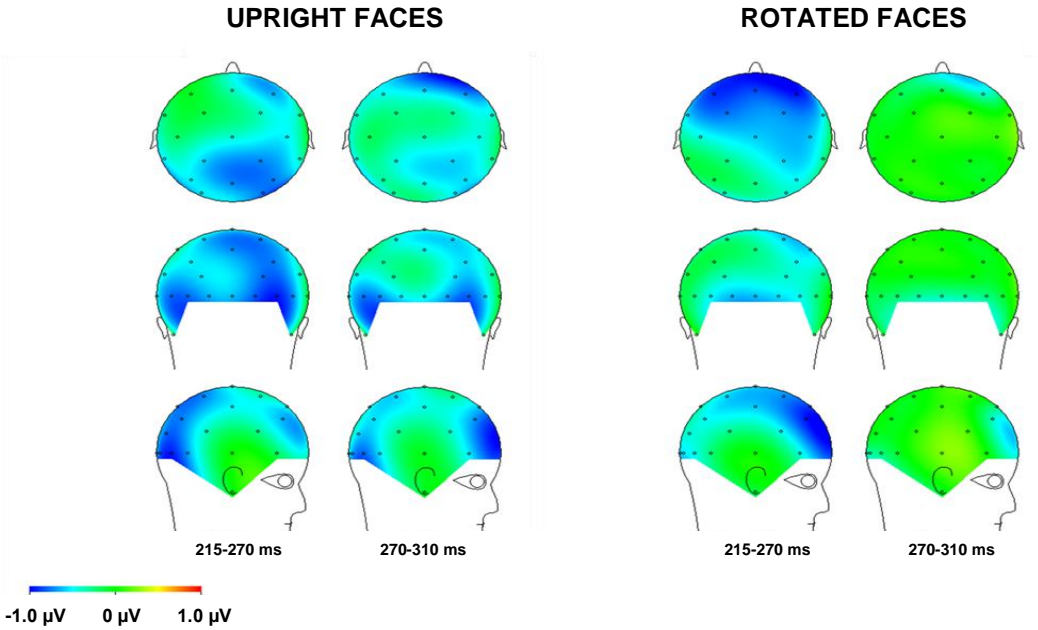 UPRIGHT FACES
ROTATED FACES
215-270 ms
270-310 ms
215-270 ms
270-310 ms
-1.0 µV
0 µV
1.0 µV